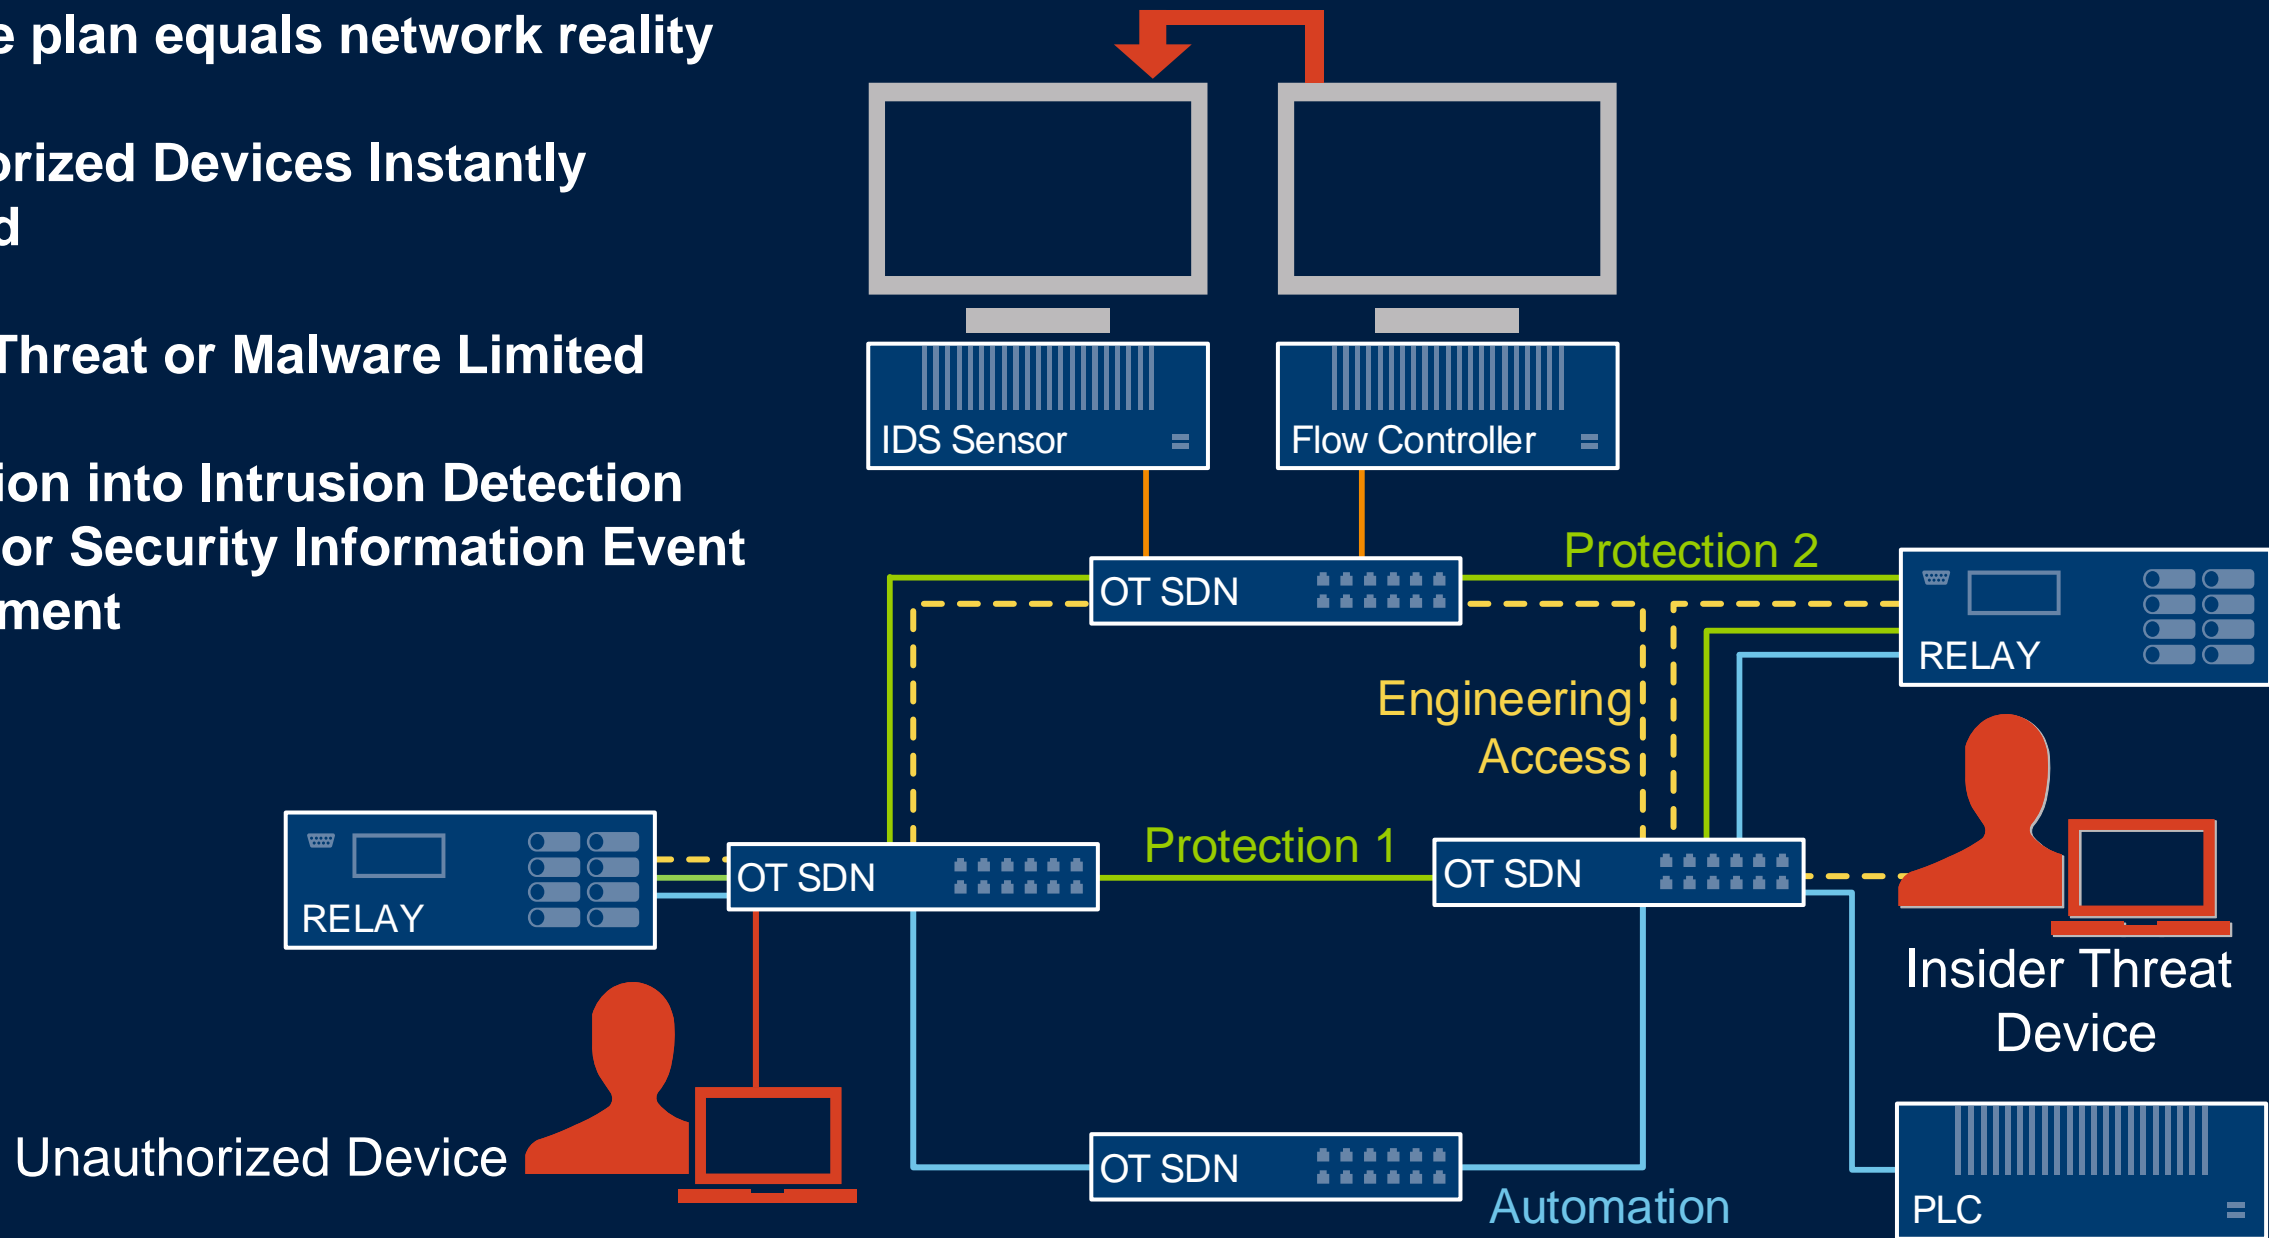 e plan equals network reality
orized Devices Instantly
d
Threat or Malware Limited
ion into Intrusion Detection
or Security Information Event
ment
IDS Sensor
Flow Controller
Protection 2
OT SDN
RELAY
Engineering
Access
Protection 1
OT SDN
OT SDN
RELAY
Insider Threat
Device
Unauthorized Device
OT SDN
Automation
PLC